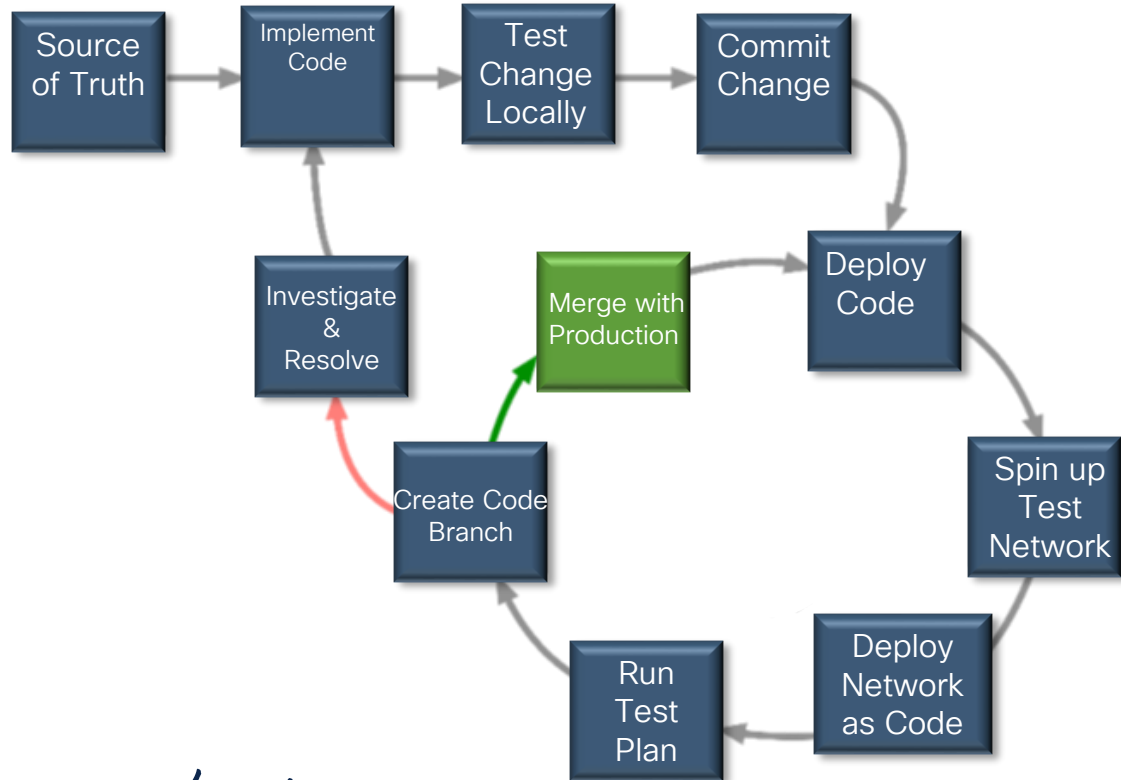 Source
of Truth
Implement
Code
Test
Change
Locally
Commit
Change
Deploy
Code
Spin up
Test
Network
Deploy
Network
as Code
Run
Test
Plan
Create Code
Branch
Merge with
Production
Investigate
&
Resolve